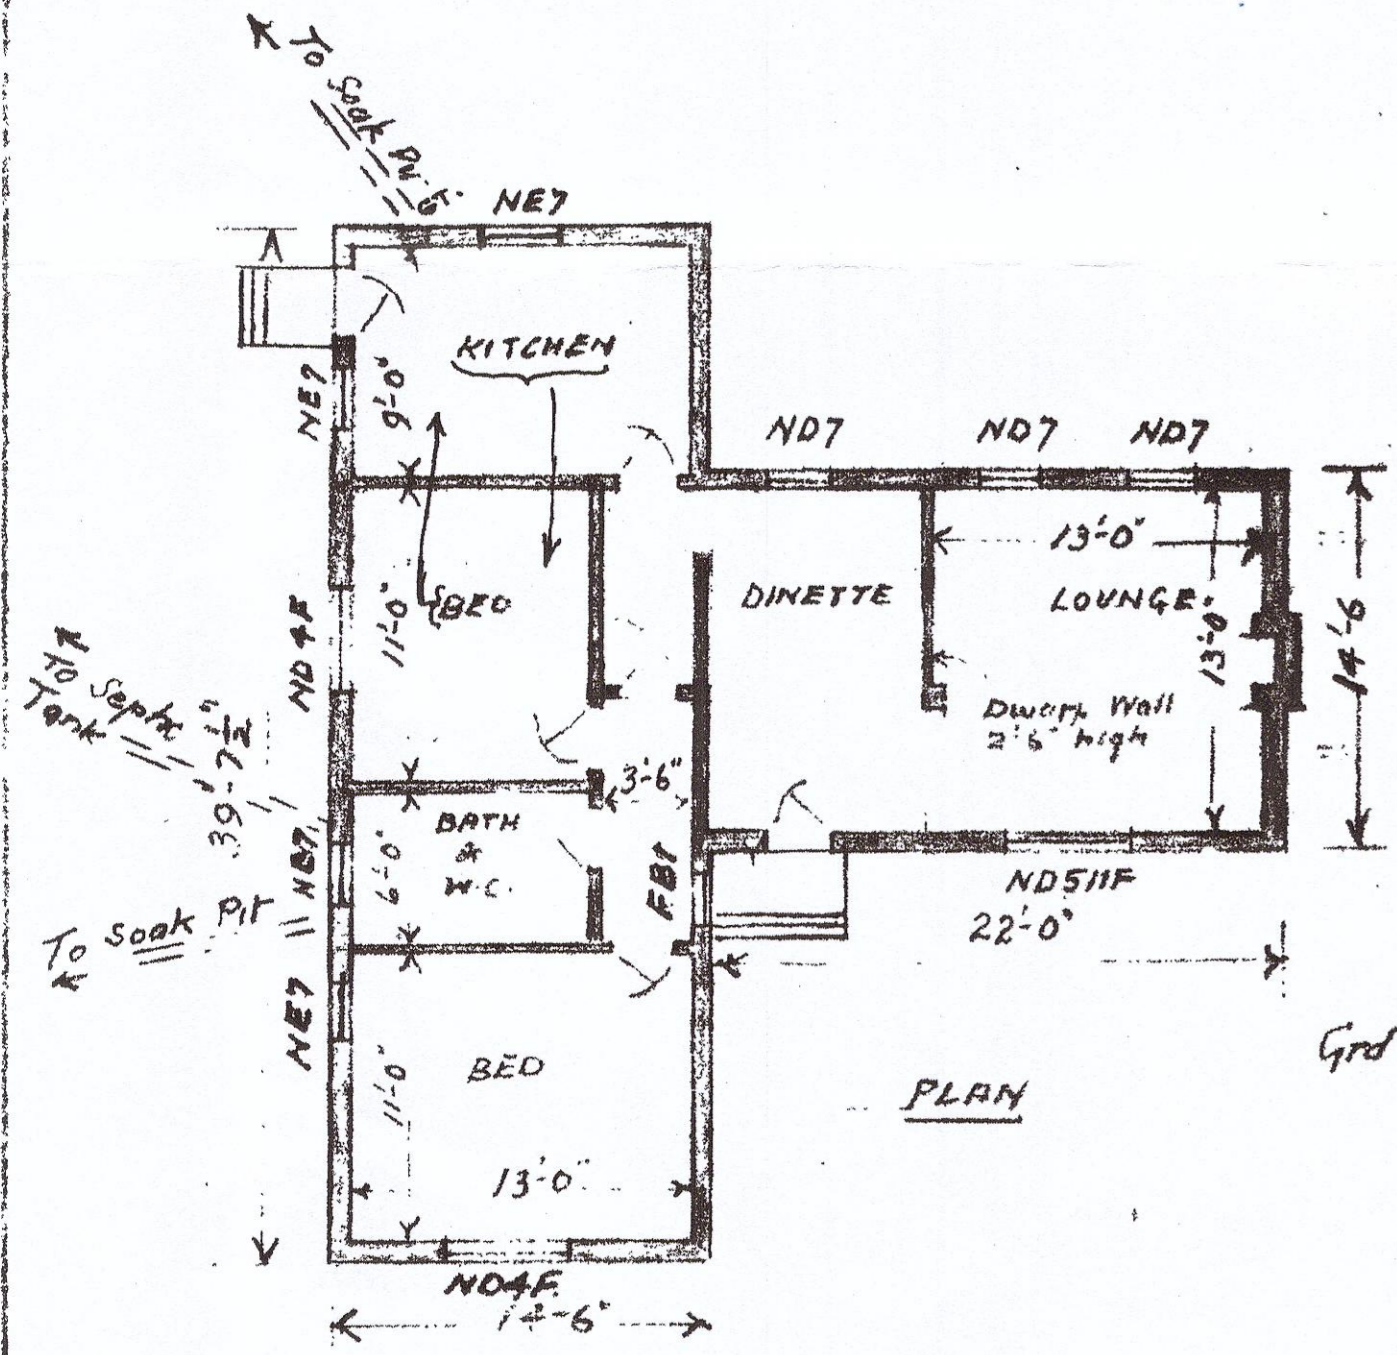 To Soak Pit
G.T.
NE7
KITCHEN
NE7
9'-0"
ND7
ND7
ND7
13'-0"
BED
11'-0"
ND4F
DINETTE
LOUNGE
13'-0"
14'-6
Dwarf Wall
2'6" high
To Septic
Tank
39'-7½"
3'-6"
BATH
&
W.C.
6'-0"
NB7
FB1
ND511F
22'-0"
To Soak Pit
NE7
BED
11'-0"
13'-0"
Grd
PLAN
ND4F
14-6"